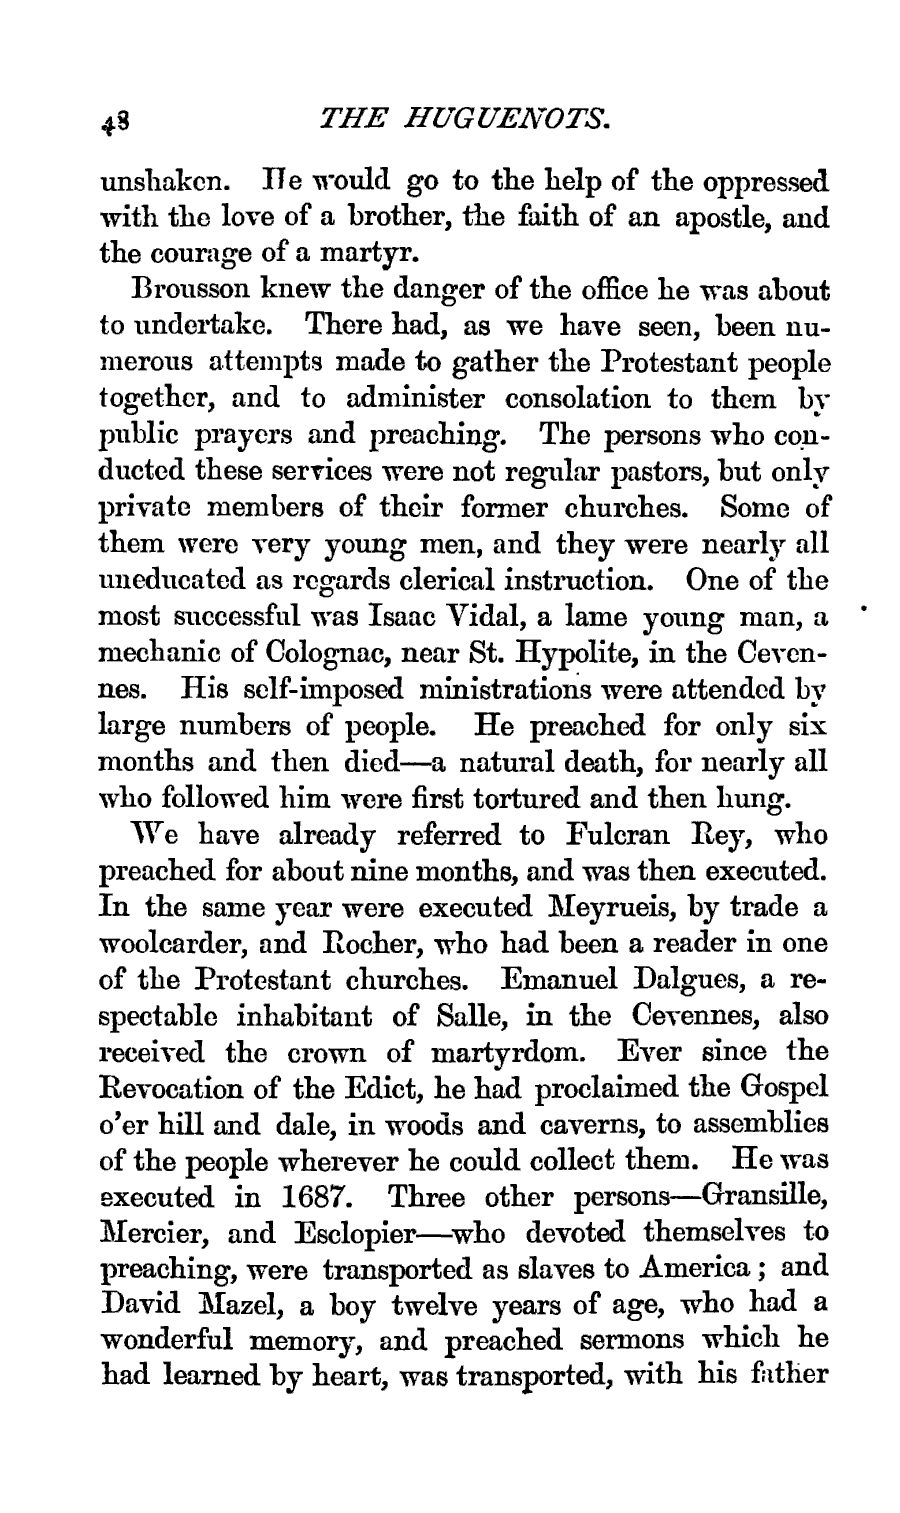 48 THE HUGUENOTS.
unshaken. He would go to the help of the oppressed
with the love of a brother, the faith of an apostle, and
the courage of a martyr.
Brousson knew the danger of the office he was about
to undertake. There had, as we have seen, been nu-
merous attempts made to gather the Protestant people
together, and to administer consolation to them by
public prayers and preaching. The persons who con-
ducted these services were not regular pastors, but only
private members of their former churches. Some of
them were very young men, and they were nearly all
uneducated as regards clerical instruction. One of the
most successful was Isaac Vidal, a lame young man, a
mechanic of Colognac, near St. Hypolite, in the Ceven-
nes. His self-imposed ministrations were attended by
large numbers of people. He preached for only six
months and then died—a natural death, for nearly all
who followed him were first tortured and then hung.
We have already referred to Fulcran Rey, who
preached for about nine months, and was then executed.
In the same year were executed Meyrueis, by trade a
woolcarder, and Rocher, who had been a reader in one
of the Protestant churches. Emanuel Dalgues, a re-
spectable inhabitant of Salle, in the Cevennes, also
received the crown of martyrdom. Ever since the
Revocation of the Edict, he had proclaimed the Gospel
o'er hill and dale, in woods and caverns, to assemblies
of the people wherever he could collect them. He was
executed in 1687. Three other persons—Gransille,
Mercier, and Esclopier—who devoted themselves to
preaching, were transported as slaves to America; and
David Mazel, a boy twelve years of age, who had a
wonderful memory, and preached sermons which he
had learned by heart, was transported, with his father